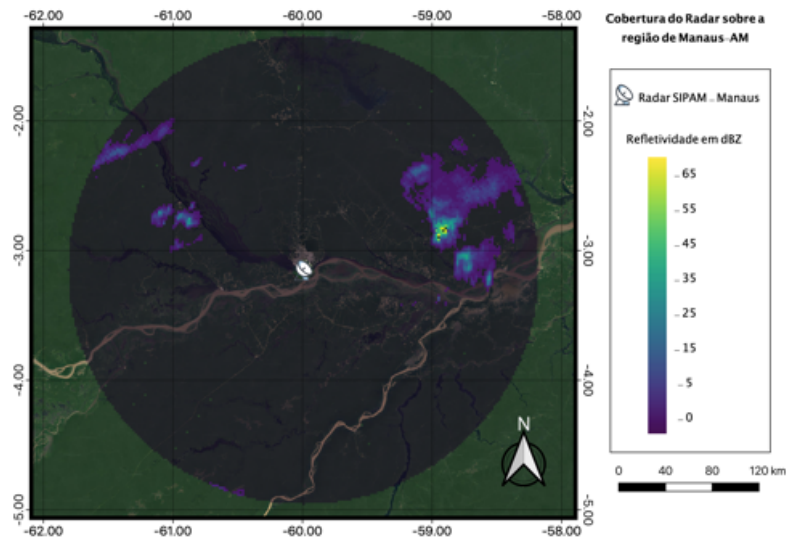 -62.00 -61.00 -60.00 -59.00 -58.00
Cobertura do Radar sobre a
região de Manaus-AM
Radar SIPAM - Manaus
Refletividade em dBZ
65
55
45
35
25
15
5
0
-2.00 -2.00
-3.00 -3.00
-4.00 -4.00
-5.00 -5.00
N
0 40 80 120 km
-62.00 -61.00 -60.00 -59.00 -58.00